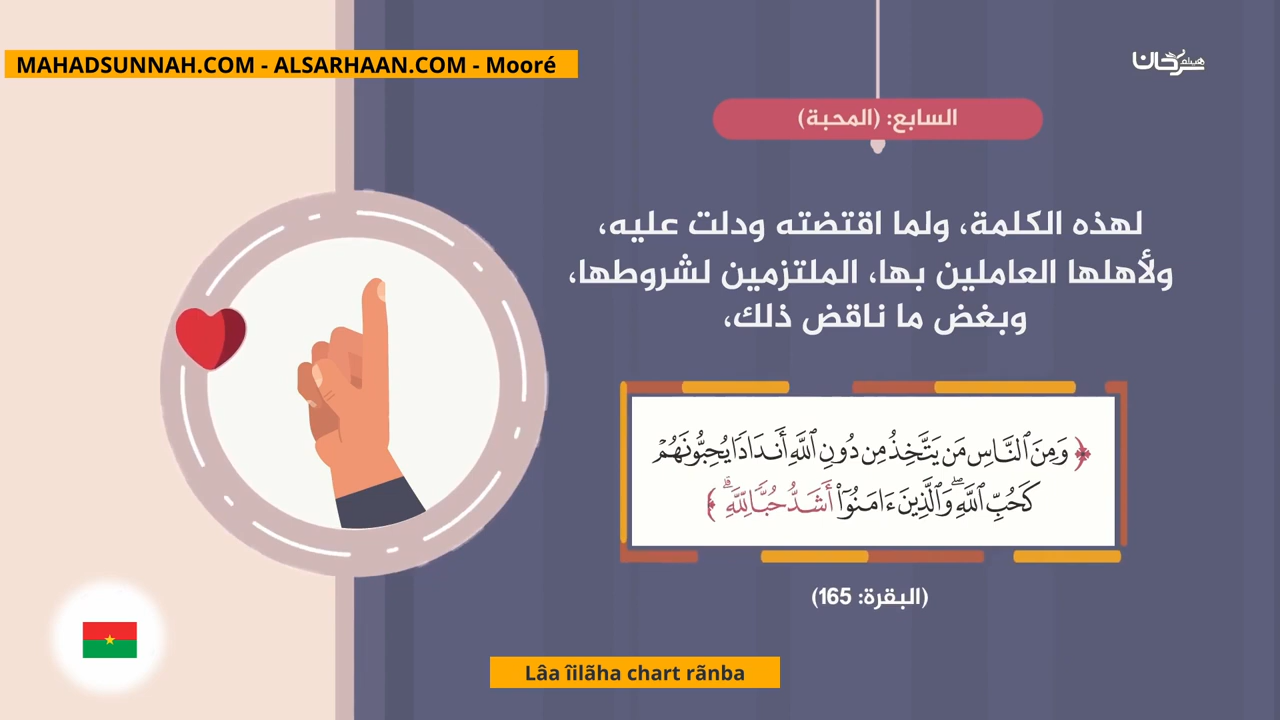 MAHADSUNNAH.COM - ALSARHAAN.COM - Mooré
هيثم سرحان
السابع: (المحبة)
لهذه الكلمة، ولما اقتضته ودلت عليه،
ولأهلها العاملين بها، الملتزمين لشروطها،
وبغض ما ناقض ذلك،
﴿ وَمِنَ ٱلنَّاسِ مَن يَتَّخِذُ مِن دُونِ ٱللَّهِ أَندَادًا يُحِبُّونَهُمْ
كَحُبِّ ٱللَّهِ ۖ وَٱلَّذِينَ ءَامَنُوٓا۟ أَشَدُّ حُبًّا لِّلَّهِ ۗ ﴾
(البقرة: 165)
Lâa îilãha chart rãnba